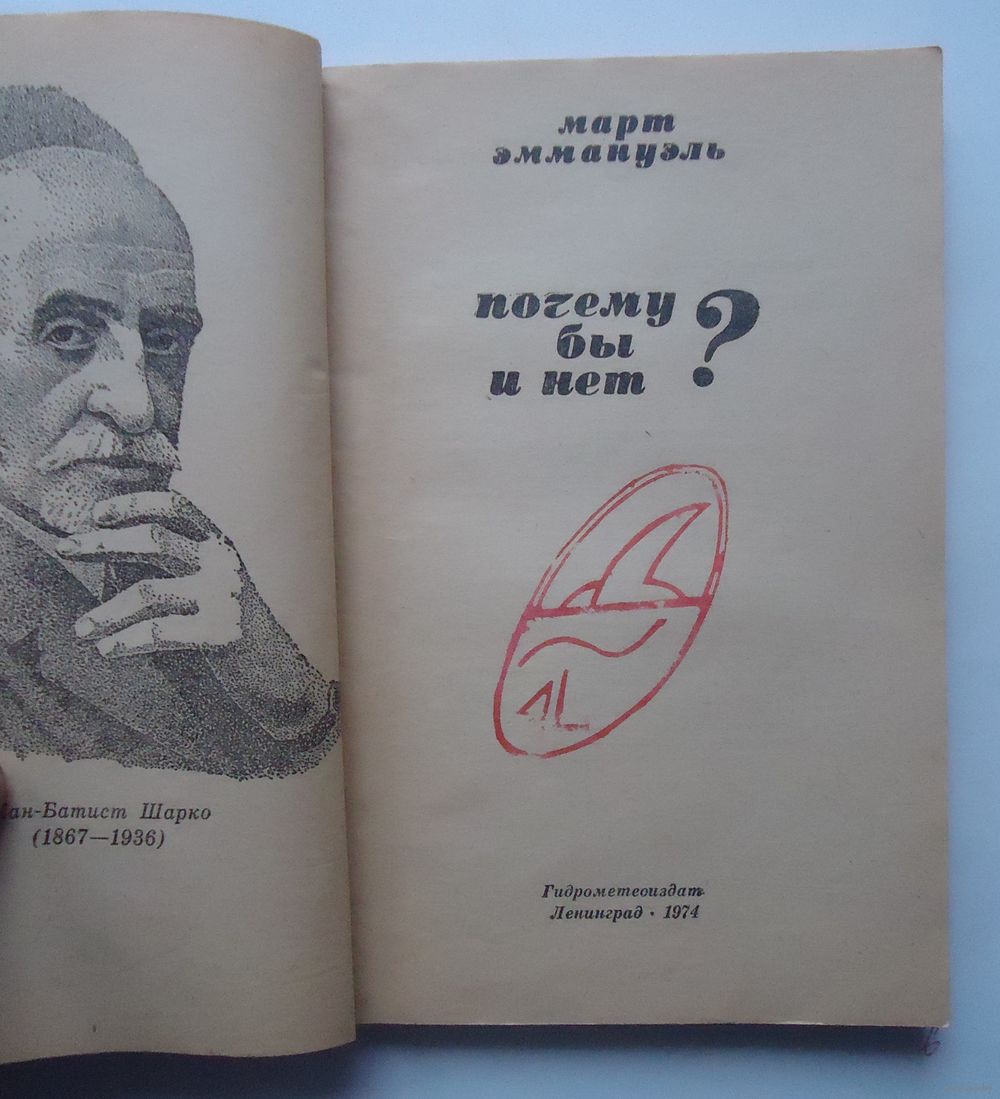 март
эммануэль
почему
бы
и нет?
ан-Батист Шарко
(1867—1936)
Гидрометеоиздат
Ленинград · 1974